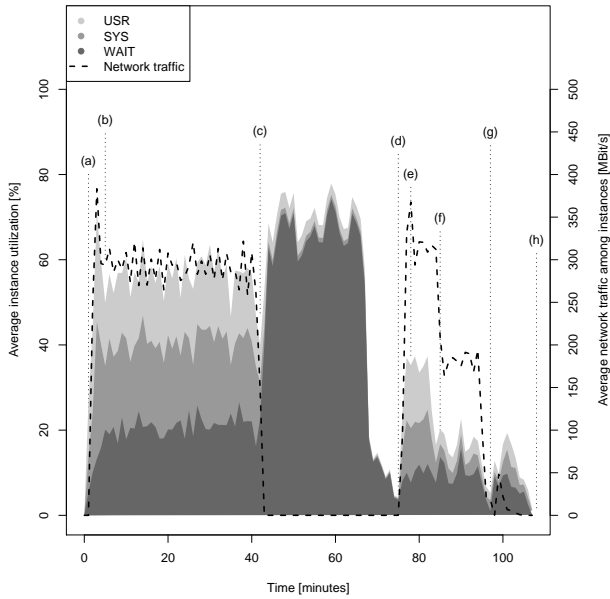 USR
SYS
WAIT
Network traffic
(a)
(b)
(c)
(d)
(e)
(f)
(g)
(h)
Average instance utilization [%]
100
80
60
40
20
0
Average network traffic among instances [MBit/s]
500
450
400
350
300
250
200
150
100
50
0
0 20 40 60 80 100
Time [minutes]